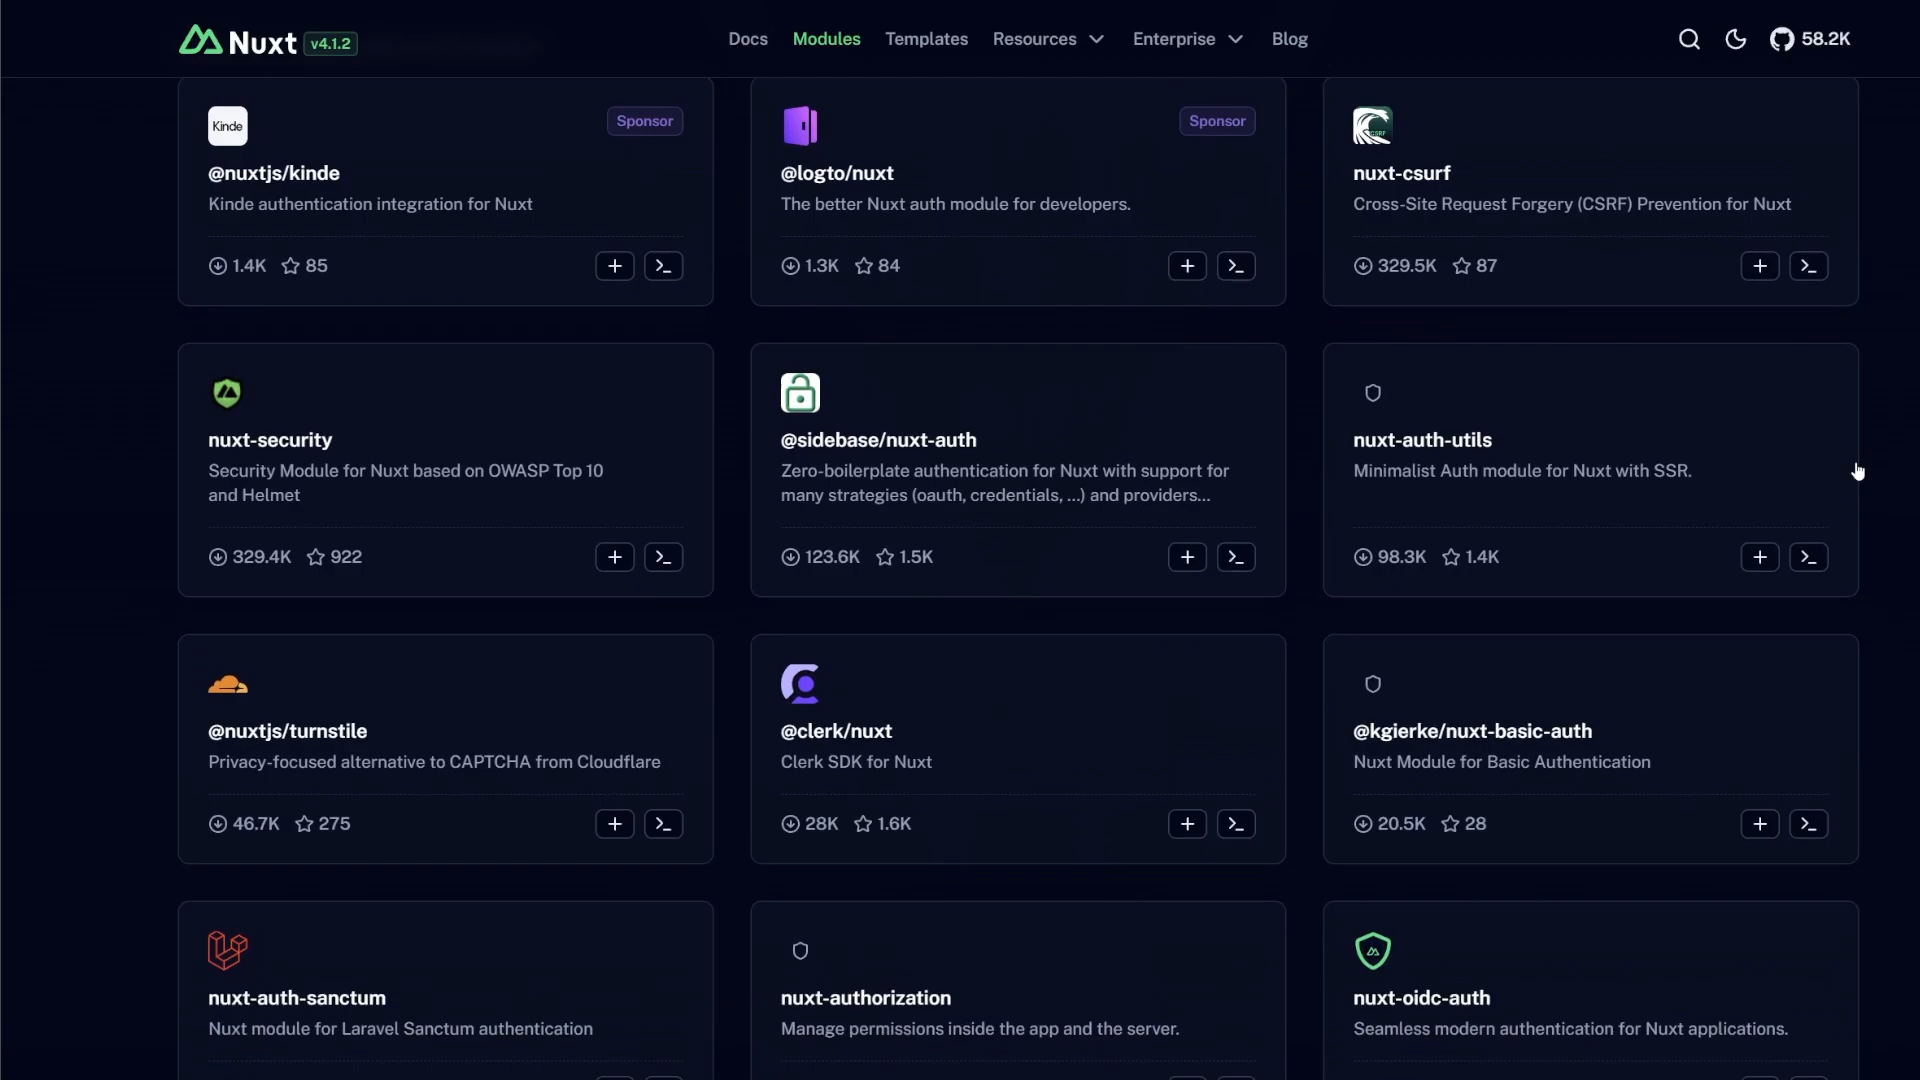 Nuxt v4.1.2
Docs Modules Templates Resources Enterprise Blog
58.2K
Kinde
Sponsor
@nuxtjs/kinde
Kinde authentication integration for Nuxt
1.4K 85
Sponsor
@logto/nuxt
The better Nuxt auth module for developers.
1.3K 84
CSRF
nuxt-csurf
Cross-Site Request Forgery (CSRF) Prevention for Nuxt
329.5K 87
nuxt-security
Security Module for Nuxt based on OWASP Top 10
and Helmet
329.4K 922
@sidebase/nuxt-auth
Zero-boilerplate authentication for Nuxt with support for
many strategies (oauth, credentials, ...) and providers...
123.6K 1.5K
nuxt-auth-utils
Minimalist Auth module for Nuxt with SSR.
98.3K 1.4K
@nuxtjs/turnstile
Privacy-focused alternative to CAPTCHA from Cloudflare
46.7K 275
@clerk/nuxt
Clerk SDK for Nuxt
28K 1.6K
@kgierke/nuxt-basic-auth
Nuxt Module for Basic Authentication
20.5K 28
nuxt-auth-sanctum
Nuxt module for Laravel Sanctum authentication
nuxt-authorization
Manage permissions inside the app and the server.
nuxt-oidc-auth
Seamless modern authentication for Nuxt applications.